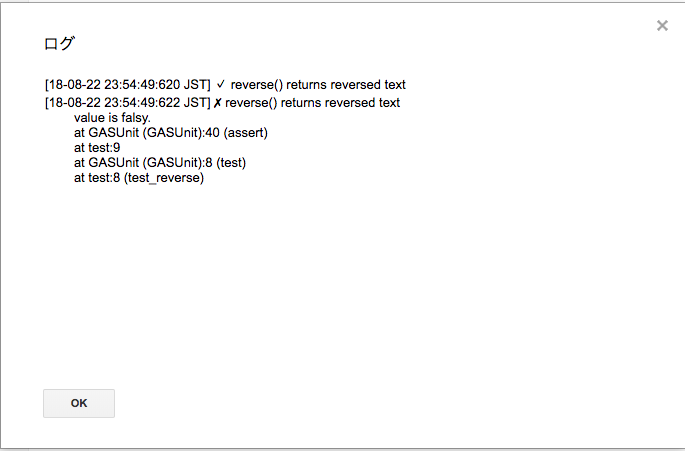 ログ
[18-08-22 23:54:49:620 JST] ✓ reverse() returns reversed text
[18-08-22 23:54:49:622 JST] ✗ reverse() returns reversed text
value is falsy.
at GASUnit (GASUnit):40 (assert)
at test:9
at GASUnit (GASUnit):8 (test)
at test:8 (test_reverse)
OK